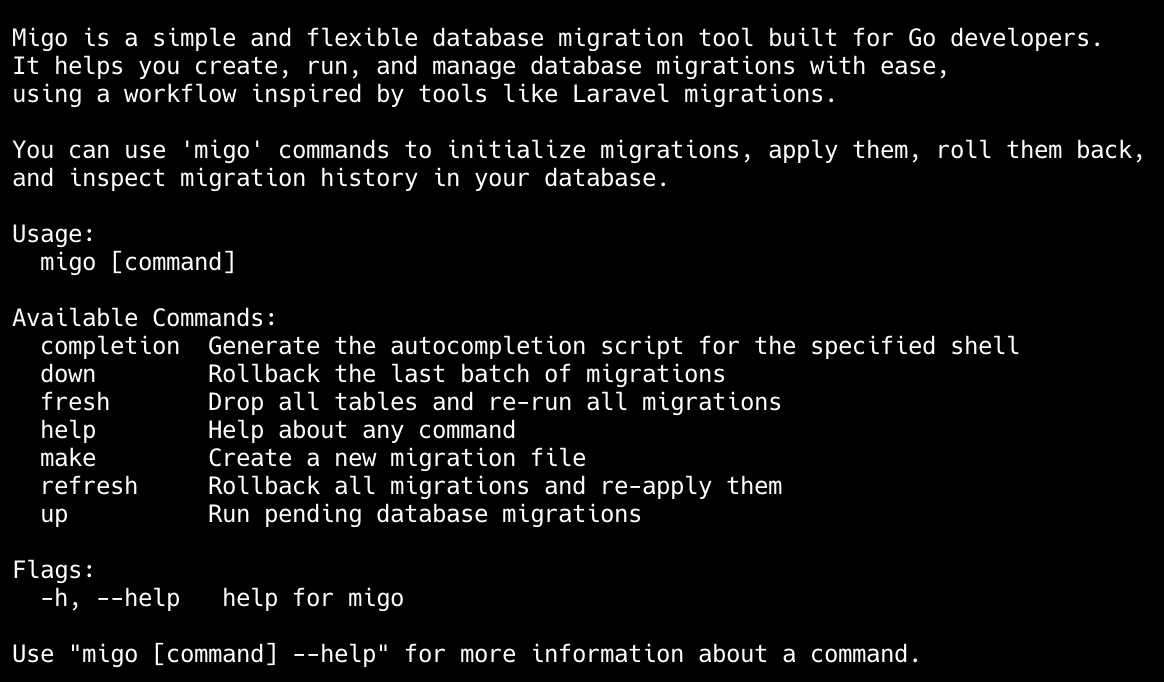 Migo is a simple and flexible database migration tool built for Go developers.
It helps you create, run, and manage database migrations with ease,
using a workflow inspired by tools like Laravel migrations.

You can use 'migo' commands to initialize migrations, apply them, roll them back,
and inspect migration history in your database.

Usage:
  migo [command]

Available Commands:
  completion  Generate the autocompletion script for the specified shell
  down        Rollback the last batch of migrations
  fresh       Drop all tables and re-run all migrations
  help        Help about any command
  make        Create a new migration file
  refresh     Rollback all migrations and re-apply them
  up          Run pending database migrations

Flags:
  -h, --help   help for migo

Use "migo [command] --help" for more information about a command.